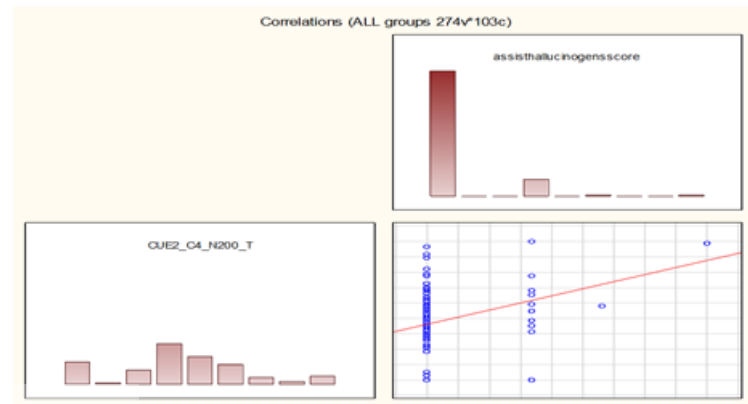 Correlations (ALL groups 274v*103c)
assisthallucinogensscore
CUE2_C4_N200_T